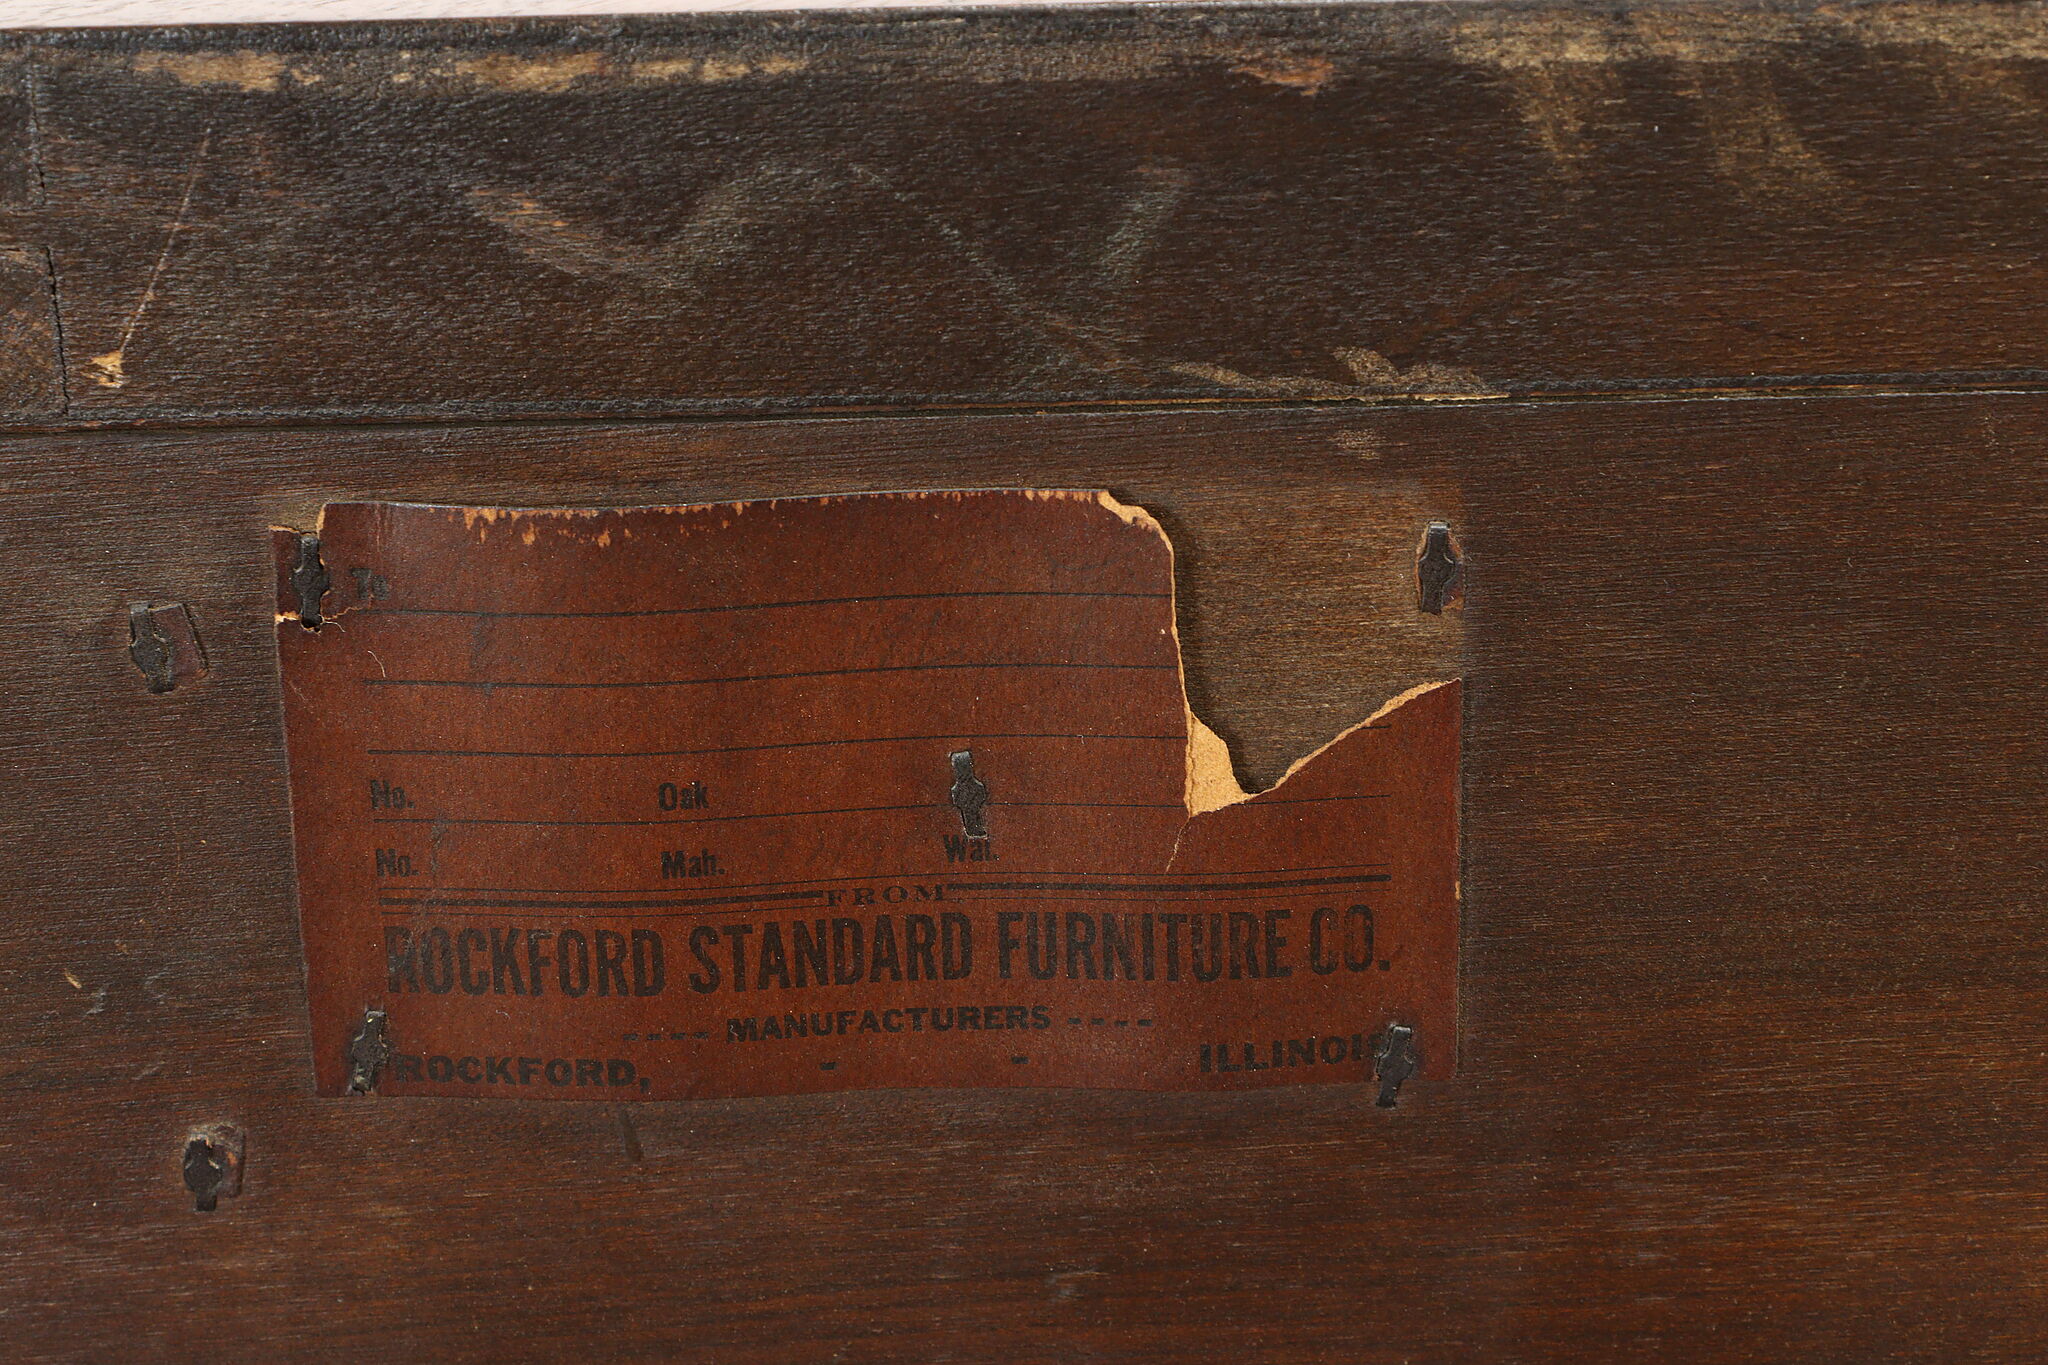 To
No. Oak
No. Mah. Wal.
FROM
ROCKFORD STANDARD FURNITURE CO.
---- MANUFACTURERS ----
ROCKFORD, - - ILLINOIS